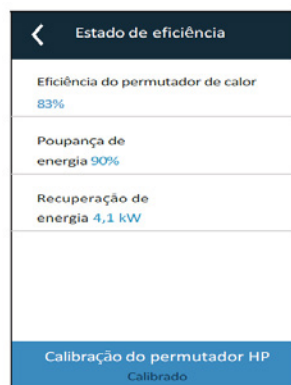 Estado de eficiência
Eficiência do permutador de calor
83%
Poupança de
energia 90%
Recuperação de
energia 4,1 kW
Calibração do permutador HP
Calibrado